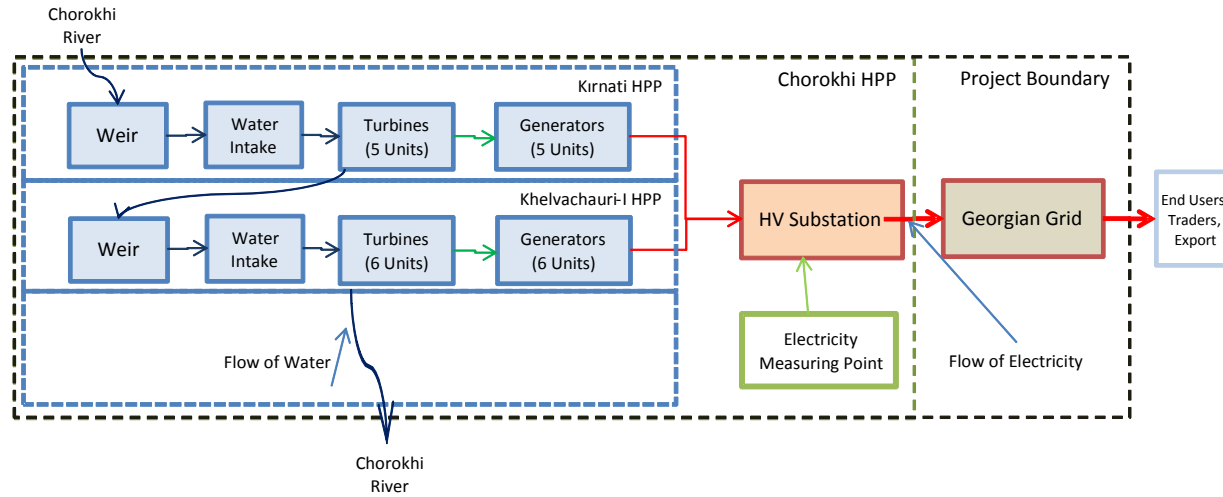 Chorokhi
River
Kırnati HPP
Chorokhi HPP
Project Boundary
Weir
Water
Intake
Turbines
(5 Units)
Generators
(5 Units)
Khelvachauri-I HPP
Weir
Water
Intake
Turbines
(6 Units)
Generators
(6 Units)
HV Substation
Georgian Grid
End Users,
Traders,
Export
Flow of Water
Electricity
Measuring Point
Flow of Electricity
Chorokhi
River